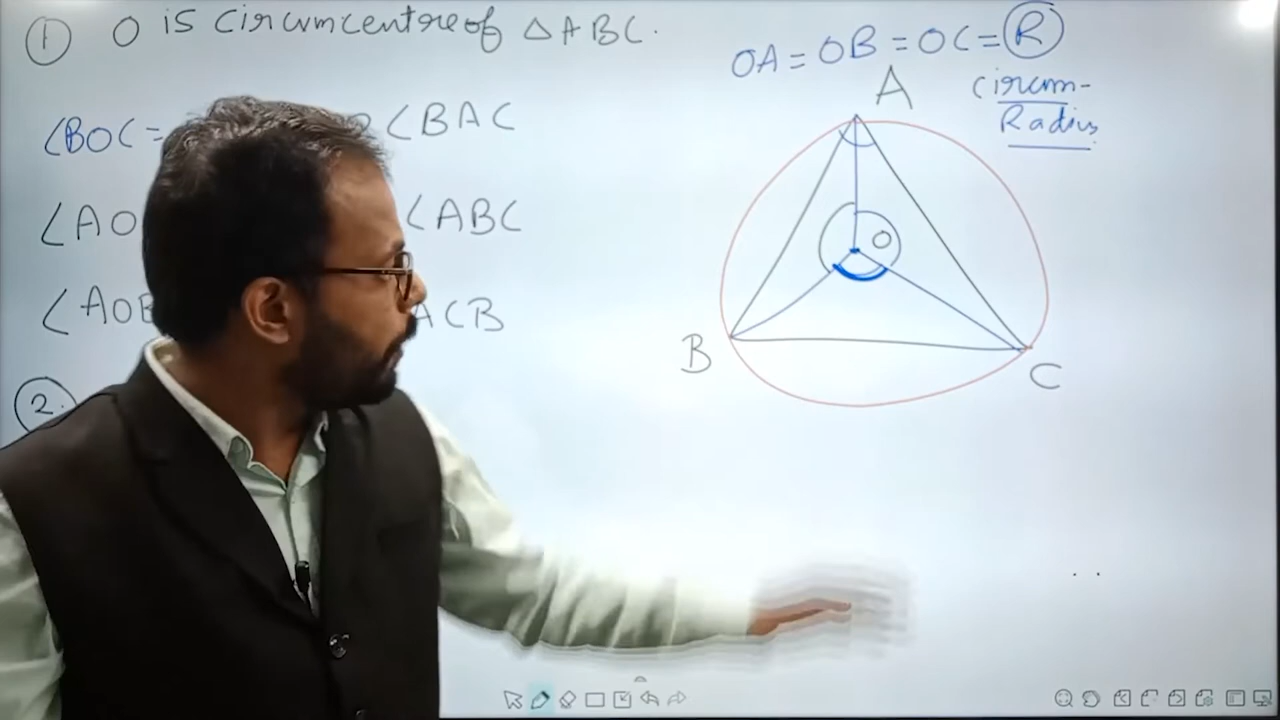 ① O is circumcentre of △ABC.
OA = OB = OC = R
circum-
Radius
∠BOC = ∠BAC
∠AO ∠ABC
∠AOB ACB
②.
A
O
B
C